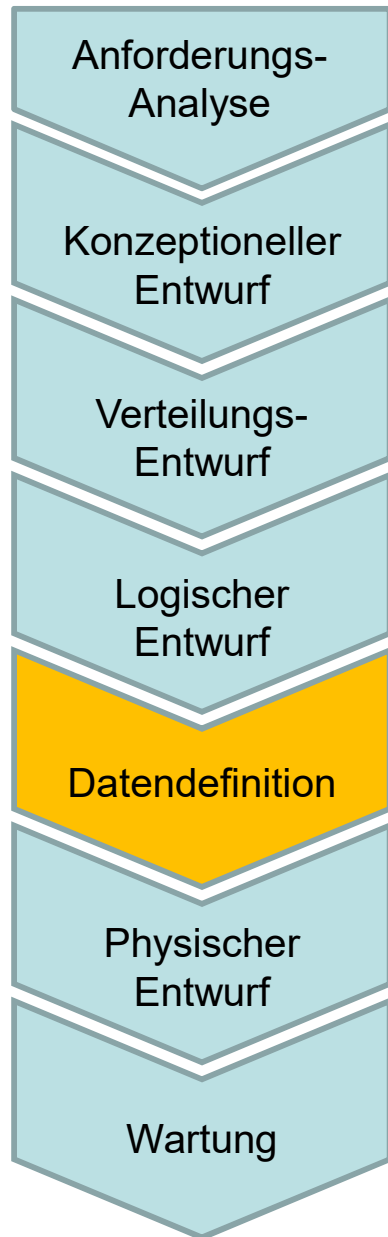 Anforderungs-
Analyse
Konzeptioneller
Entwurf
Verteilungs-
Entwurf
Logischer
Entwurf
Datendefinition
Physischer
Entwurf
Wartung